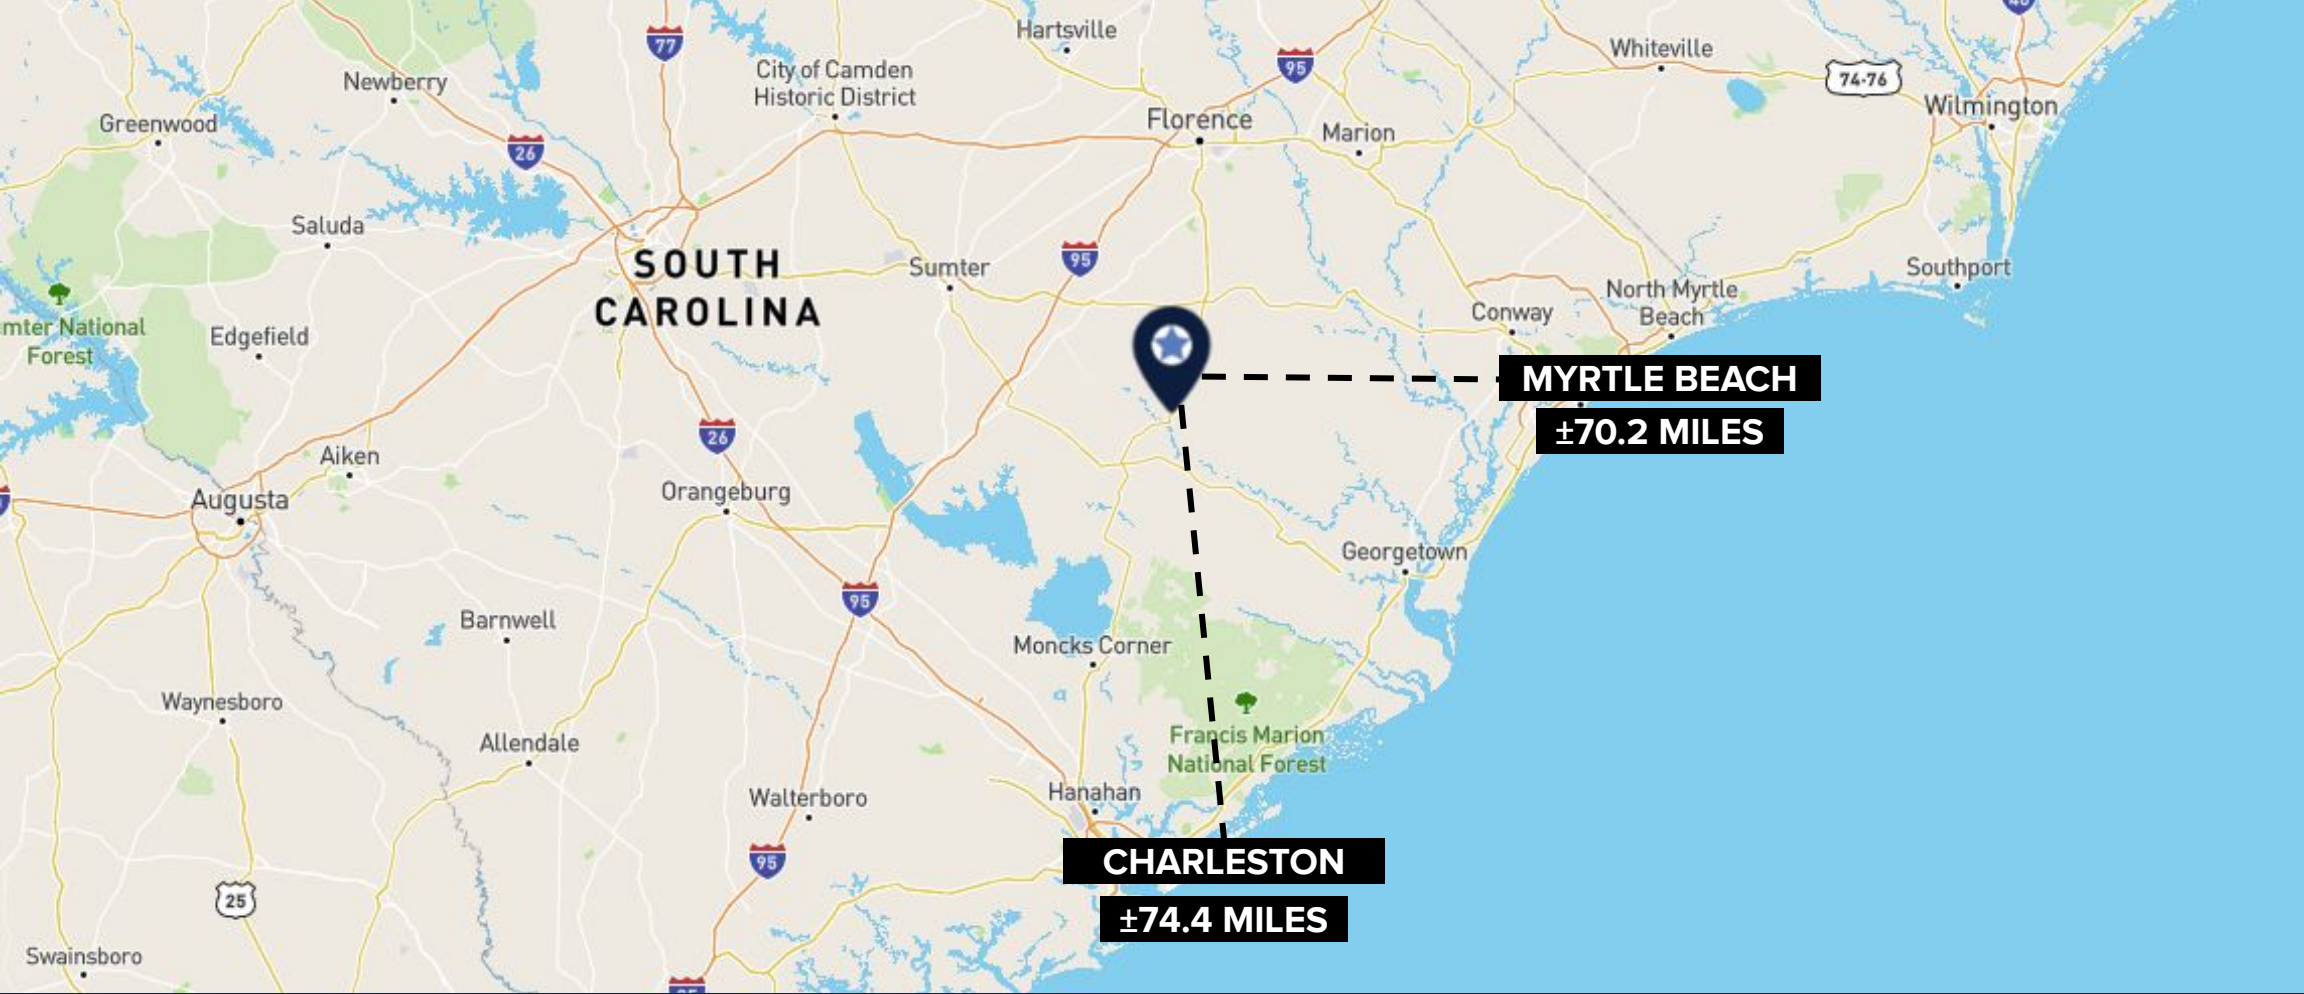 Hartsville
77
95
Whiteville
74-76
City of Camden
Historic District
Newberry
Wilmington
Greenwood
Florence
Marion
26
Saluda
SOUTH
CAROLINA
Sumter
95
Southport
North Myrtle
Beach
Conway
mter National
Forest
Edgefield
MYRTLE BEACH
±70.2 MILES
26
Aiken
Augusta
Orangeburg
Georgetown
95
Barnwell
Moncks Corner
Waynesboro
Allendale
Francis Marion
National Forest
Walterboro
Hanahan
95
CHARLESTON
±74.4 MILES
25
Swainsboro